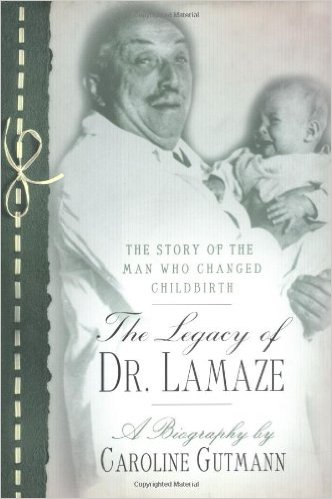 THE STORY OF THE
MAN WHO CHANGED
CHILDBIRTH
The Legacy of
DR. LAMAZE
A Biography by
CAROLINE GUTMANN